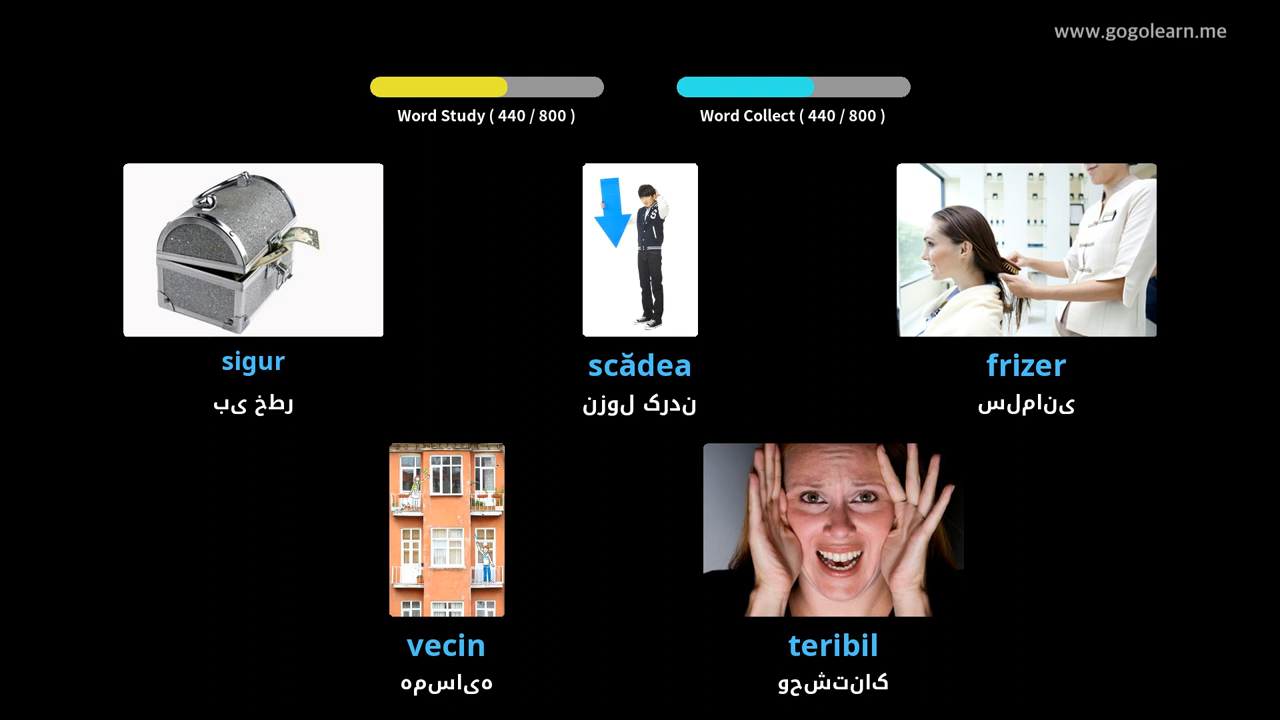 www.gogolearn.me
Word Study ( 440 / 800 )
Word Collect ( 440 / 800 )
sigur
بی خطر
scădea
نزول کردن
frizer
سلمانی
vecin
همسایه
teribil
وحشتناک